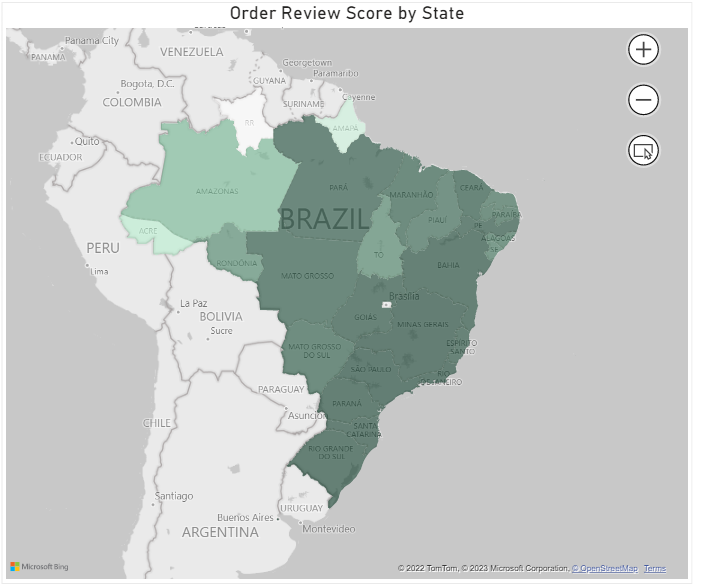 Order Review Score by State
Panama City
PANAMA
VENEZUELA
Georgetown
Paramaribo
GUYANA
Bogota, D.C.
Cayenne
COLOMBIA
SURINAME
RR
AMAPÁ
Quito
ECUADOR
PARÁ
CEARÁ
AMAZONAS
MARANHÃO
PARAÍBA
BRAZIL
PIAUÍ
PE
ACRE
ALAGOAS
PERU
SE
TO
Lima
RONDÔNIA
BAHIA
MATO GROSSO
Brasília
La Paz
BOLIVIA
GOIÁS
MINAS GERAIS
Sucre
MATO GROSSO
DO SUL
ESPÍRITO
SANTO
SÃO PAULO
RIO
DE JANEIRO
PARAGUAY
PARANÁ
CHILE
Asunción
SANTA
CATARINA
RIO GRANDE
DO SUL
Santiago
URUGUAY
Buenos Aires
Montevideo
ARGENTINA
Microsoft Bing
© 2022 TomTom, © 2023 Microsoft Corporation, © OpenStreetMap Terms